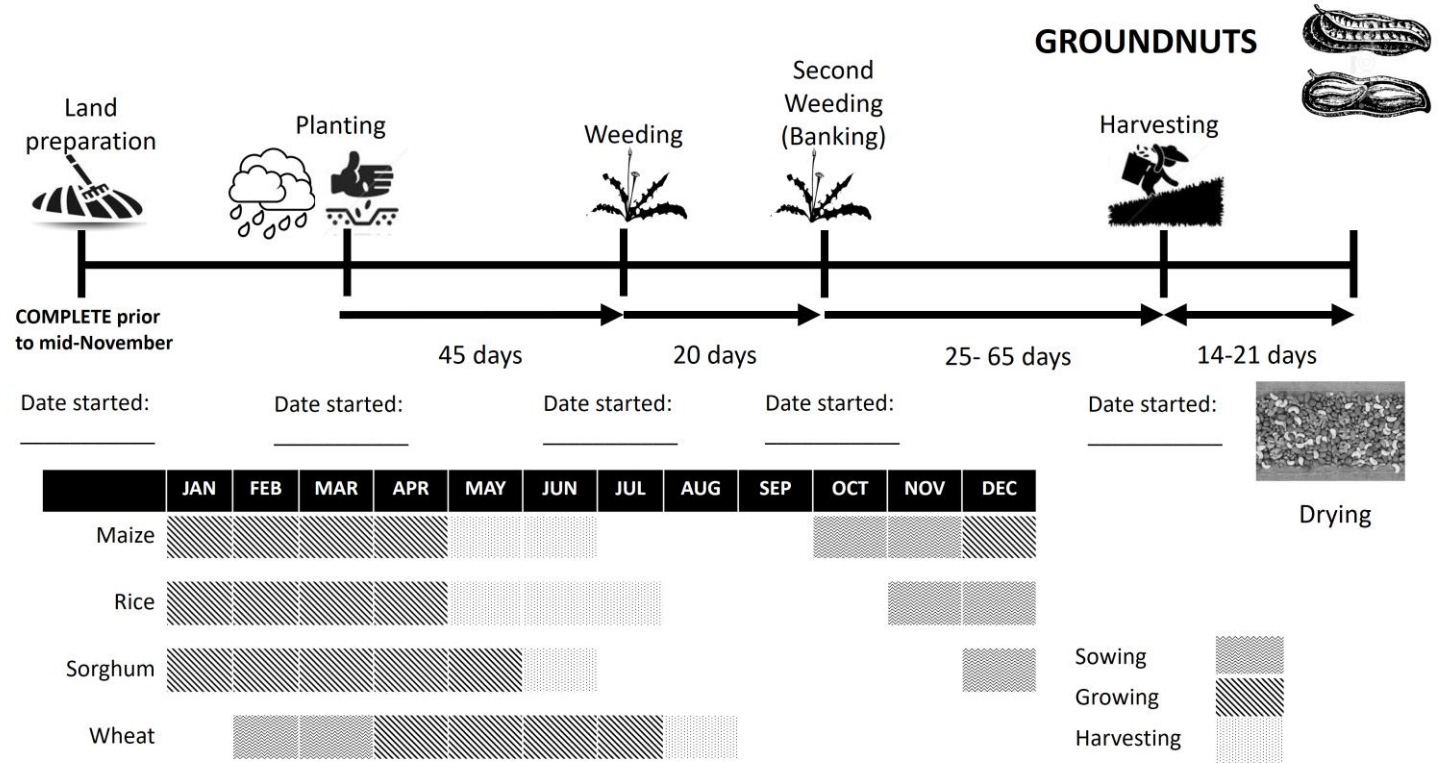 GROUNDNUTS
Land
preparation
Planting
Weeding
Second
Weeding
(Banking)
Harvesting
COMPLETE prior
to mid-November
45 days
20 days
25- 65 days
14-21 days
Date started:
Date started:
Date started:
Date started:
Date started:
Drying
JAN FEB MAR APR MAY JUN JUL AUG SEP OCT NOV DEC
Maize
Rice
Sorghum
Wheat
Sowing
Growing
Harvesting